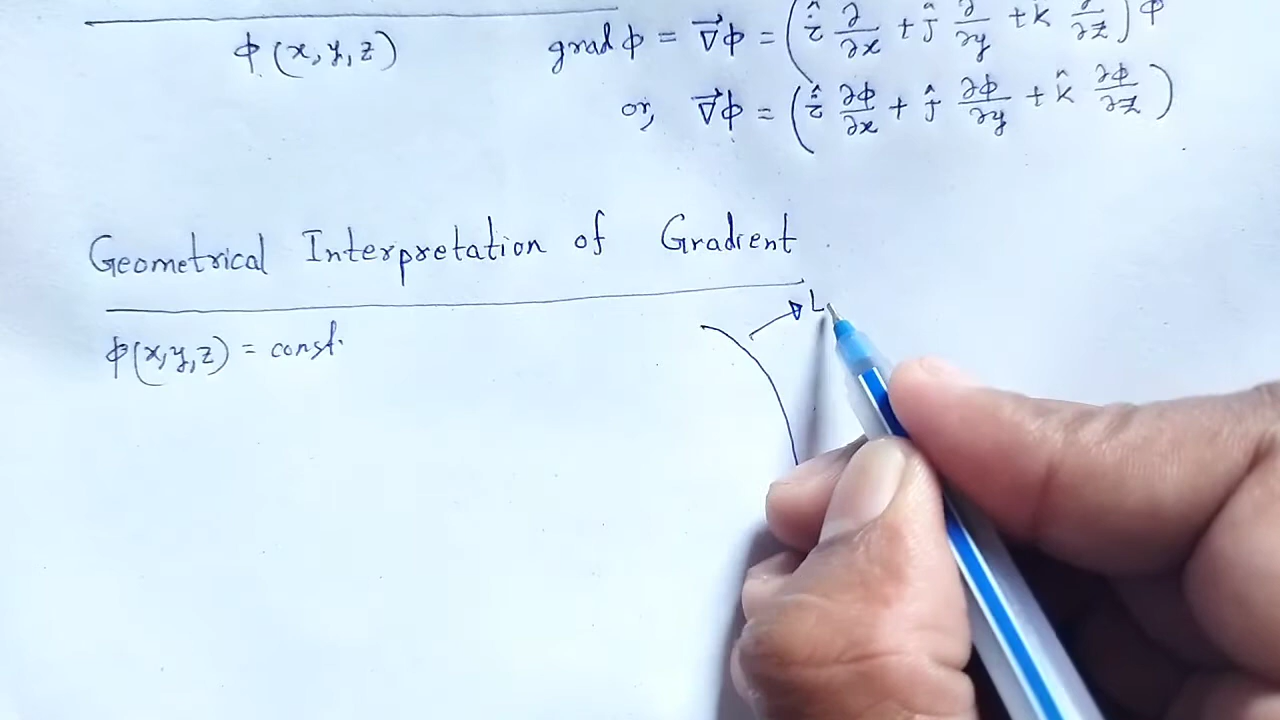 ϕ(x,y,z) grad ϕ = ∇⃗ϕ = (î ∂/∂x + ĵ ∂/∂y + k̂ ∂/∂z) ϕ
or, ∇⃗ϕ = (î ∂ϕ/∂x + ĵ ∂ϕ/∂y + k̂ ∂ϕ/∂z)
Geometrical Interpretation of Gradient
ϕ(x,y,z) = const.
L